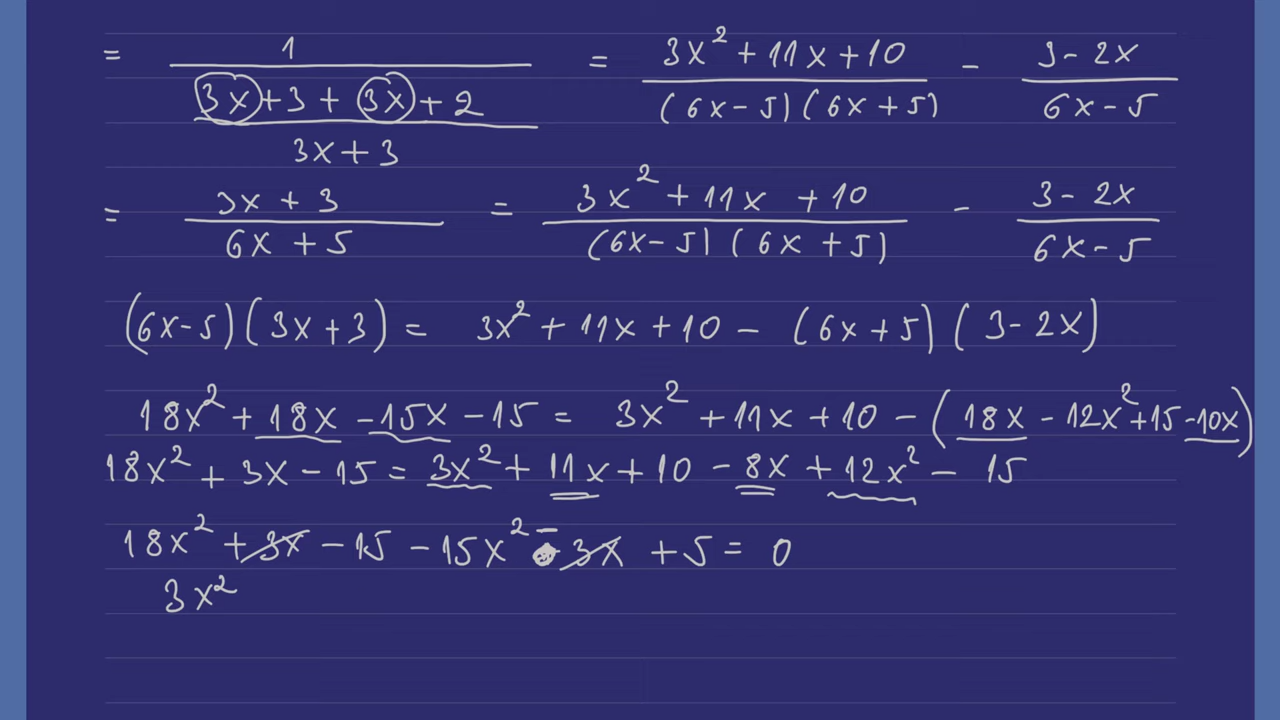 = 1 / (3x + 3 + 3x + 2 / 3x + 3) = 3x² + 11x + 10 / (6x - 5)(6x + 5) - 3 - 2x / 6x - 5
= 3x + 3 / 6x + 5 = 3x² + 11x + 10 / (6x - 5)(6x + 5) - 3 - 2x / 6x - 5
(6x - 5)(3x + 3) = 3x² + 11x + 10 - (6x + 5)(3 - 2x)
18x² + 18x - 15x - 15 = 3x² + 11x + 10 - (18x - 12x² + 15 - 10x)
18x² + 3x - 15 = 3x² + 11x + 10 - 8x + 12x² - 15
18x² + 3x - 15 - 15x² - 3x + 5 = 0
3x²